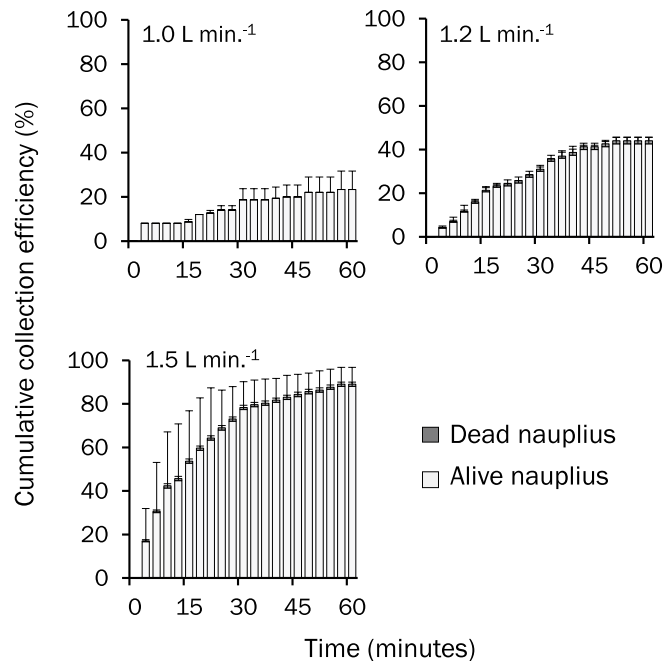 Cumulative collection efficiency (%)
1.0 L min.-1
100
80
60
40
20
0
0 15 30 45 60
1.2 L min.-1
100
80
60
40
20
0
0 15 30 45 60
1.5 L min.-1
100
80
60
40
20
0
0 15 30 45 60
Dead nauplius
Alive nauplius
Time (minutes)